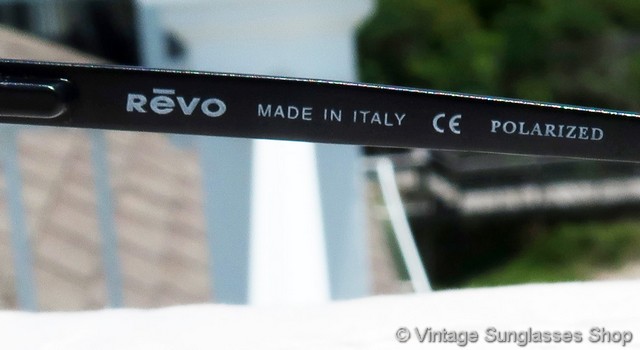 RēVO MADE IN ITALY CE POLARIZED
© Vintage Sunglasses Shop